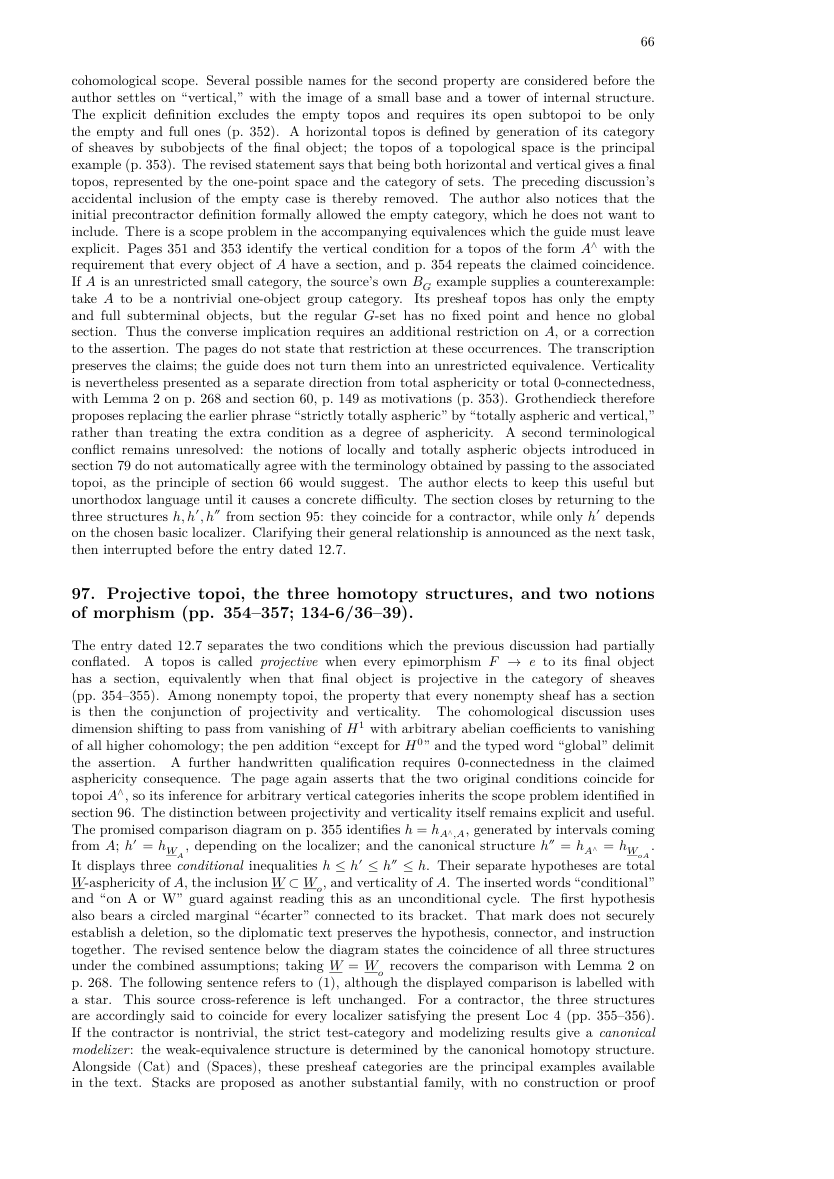 66
cohomological scope. Several possible names for the second property are considered before the
author settles on “vertical,” with the image of a small base and a tower of internal structure.
The explicit definition excludes the empty topos and requires its open subtopoi to be only
the empty and full ones (p. 352). A horizontal topos is defined by generation of its category
of sheaves by subobjects of the final object; the topos of a topological space is the principal
example (p. 353). The revised statement says that being both horizontal and vertical gives a final
topos, represented by the one-point space and the category of sets. The preceding discussion’s
accidental inclusion of the empty case is thereby removed. The author also notices that the
initial precontractor definition formally allowed the empty category, which he does not want to
include. There is a scope problem in the accompanying equivalences which the guide must leave
explicit. Pages 351 and 353 identify the vertical condition for a topos of the form A^ with the
requirement that every object of A have a section, and p. 354 repeats the claimed coincidence.
If A is an unrestricted small category, the source’s own B_G example supplies a counterexample:
take A to be a nontrivial one-object group category. Its presheaf topos has only the empty
and full subterminal objects, but the regular G-set has no fixed point and hence no global
section. Thus the converse implication requires an additional restriction on A, or a correction
to the assertion. The pages do not state that restriction at these occurrences. The transcription
preserves the claims; the guide does not turn them into an unrestricted equivalence. Verticality
is nevertheless presented as a separate direction from total asphericity or total 0-connectedness,
with Lemma 2 on p. 268 and section 60, p. 149 as motivations (p. 353). Grothendieck therefore
proposes replacing the earlier phrase “strictly totally aspheric” by “totally aspheric and vertical,”
rather than treating the extra condition as a degree of asphericity. A second terminological
conflict remains unresolved: the notions of locally and totally aspheric objects introduced in
section 79 do not automatically agree with the terminology obtained by passing to the associated
topoi, as the principle of section 66 would suggest. The author elects to keep this useful but
unorthodox language until it causes a concrete difficulty. The section closes by returning to the
three structures h, h′, h″ from section 95: they coincide for a contractor, while only h′ depends
on the chosen basic localizer. Clarifying their general relationship is announced as the next task,
then interrupted before the entry dated 12.7.
97. Projective topoi, the three homotopy structures, and two notions
of morphism (pp. 354–357; 134-6/36–39).
The entry dated 12.7 separates the two conditions which the previous discussion had partially
conflated. A topos is called projective when every epimorphism F → e to its final object
has a section, equivalently when that final object is projective in the category of sheaves
(pp. 354–355). Among nonempty topoi, the property that every nonempty sheaf has a section
is then the conjunction of projectivity and verticality. The cohomological discussion uses
dimension shifting to pass from vanishing of H¹ with arbitrary abelian coefficients to vanishing
of all higher cohomology; the pen addition “except for H⁰” and the typed word “global” delimit
the assertion. A further handwritten qualification requires 0-connectedness in the claimed
asphericity consequence. The page again asserts that the two original conditions coincide for
topoi A^, so its inference for arbitrary vertical categories inherits the scope problem identified in
section 96. The distinction between projectivity and verticality itself remains explicit and useful.
The promised comparison diagram on p. 355 identifies h = h_{A^,A}, generated by intervals coming
from A; h′ = h_{W_A}, depending on the localizer; and the canonical structure h″ = h_{A^} = h_{W_{oA}}.
It displays three conditional inequalities h ≤ h′ ≤ h″ ≤ h. Their separate hypotheses are total
W-asphericity of A, the inclusion W ⊂ W_o, and verticality of A. The inserted words “conditional”
and “on A or W” guard against reading this as an unconditional cycle. The first hypothesis
also bears a circled marginal “écarter” connected to its bracket. That mark does not securely
establish a deletion, so the diplomatic text preserves the hypothesis, connector, and instruction
together. The revised sentence below the diagram states the coincidence of all three structures
under the combined assumptions; taking W = W_o recovers the comparison with Lemma 2 on
p. 268. The following sentence refers to (1), although the displayed comparison is labelled with
a star. This source cross-reference is left unchanged. For a contractor, the three structures
are accordingly said to coincide for every localizer satisfying the present Loc 4 (pp. 355–356).
If the contractor is nontrivial, the strict test-category and modelizing results give a canonical
modelizer: the weak-equivalence structure is determined by the canonical homotopy structure.
Alongside (Cat) and (Spaces), these presheaf categories are the principal examples available
in the text. Stacks are proposed as another substantial family, with no construction or proof